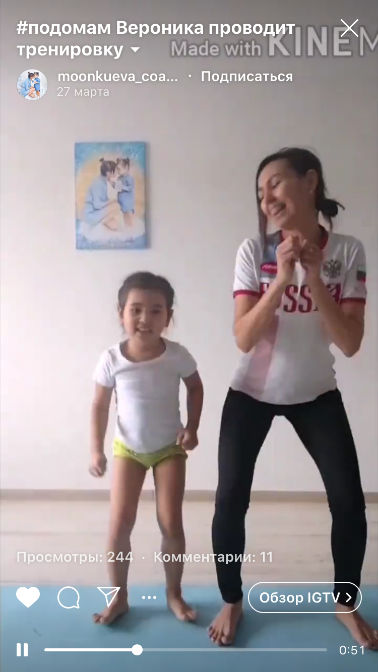 #подомам Вероника проводит
тренировку
Made with KINEM
moonkueva_coa... · Подписаться
27 марта
RUSSIA
Просмотры: 244 · Комментарии: 11
Обзор IGTV >
0:51